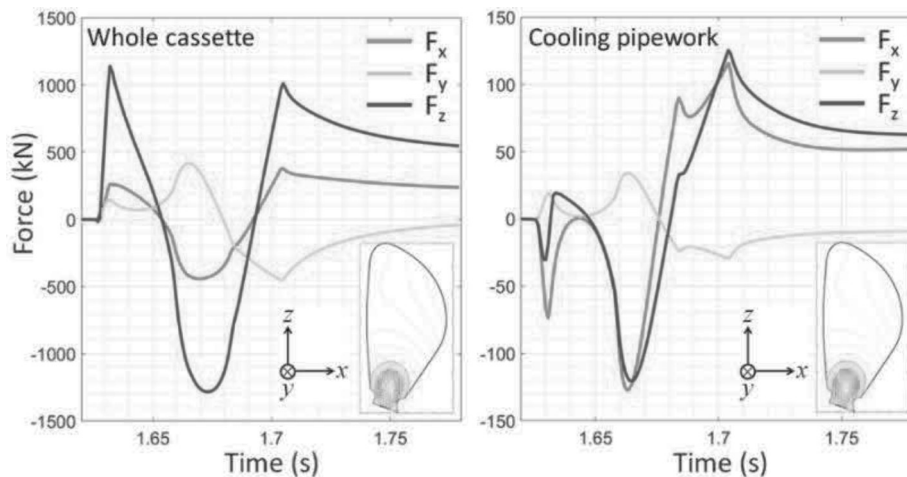 Whole cassette
Fx
Fy
Fz
1500
1000
500
0
-500
-1000
-1500
Force (kN)
1.65
1.7
1.75
Time (s)
z
y
x
Cooling pipework
Fx
Fy
Fz
150
100
50
0
-50
-100
-150
1.65
1.7
1.75
Time (s)
z
y
x